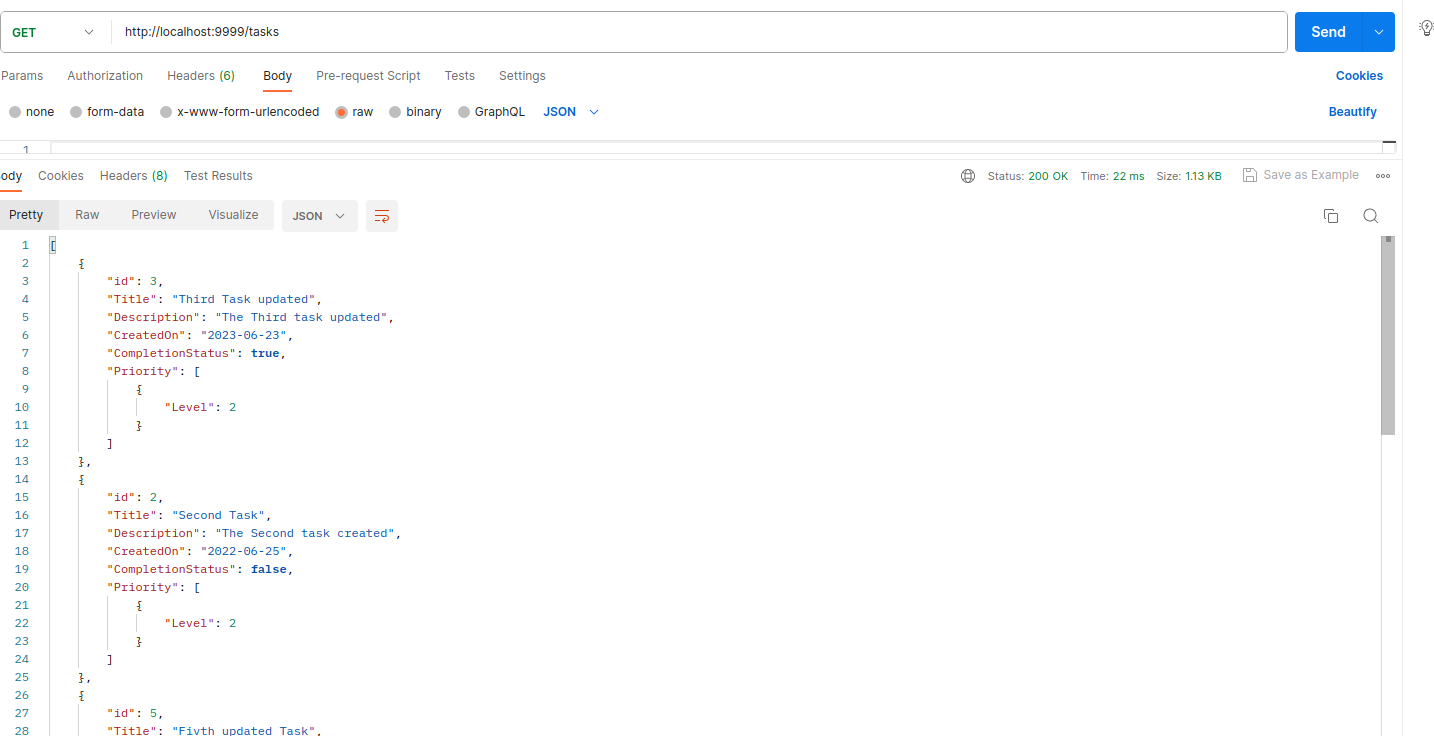 GET http://localhost:9999/tasks Send
Params Authorization Headers (6) Body Pre-request Script Tests Settings Cookies
none form-data x-www-form-urlencoded raw binary GraphQL JSON Beautify
1
ody Cookies Headers (8) Test Results Status: 200 OK Time: 22 ms Size: 1.13 KB Save as Example
Pretty Raw Preview Visualize JSON
1 [
2 {
3 "id": 3,
4 "Title": "Third Task updated",
5 "Description": "The Third task updated",
6 "CreatedOn": "2023-06-23",
7 "CompletionStatus": true,
8 "Priority": [
9 {
10 "Level": 2
11 }
12 ]
13 },
14 {
15 "id": 2,
16 "Title": "Second Task",
17 "Description": "The Second task created",
18 "CreatedOn": "2022-06-25",
19 "CompletionStatus": false,
20 "Priority": [
21 {
22 "Level": 2
23 }
24 ]
25 },
26 {
27 "id": 5,
28 "Title": "Fivth updated Task",